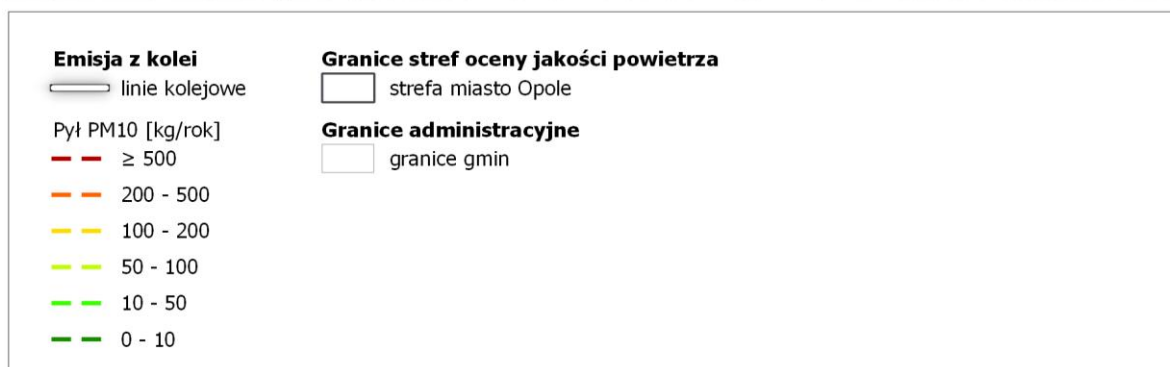 Emisja z kolei
linie kolejowe
Pył PM10 [kg/rok]
≥ 500
200 - 500
100 - 200
50 - 100
10 - 50
0 - 10
Granice stref oceny jakości powietrza
strefa miasto Opole
Granice administracyjne
granice gmin